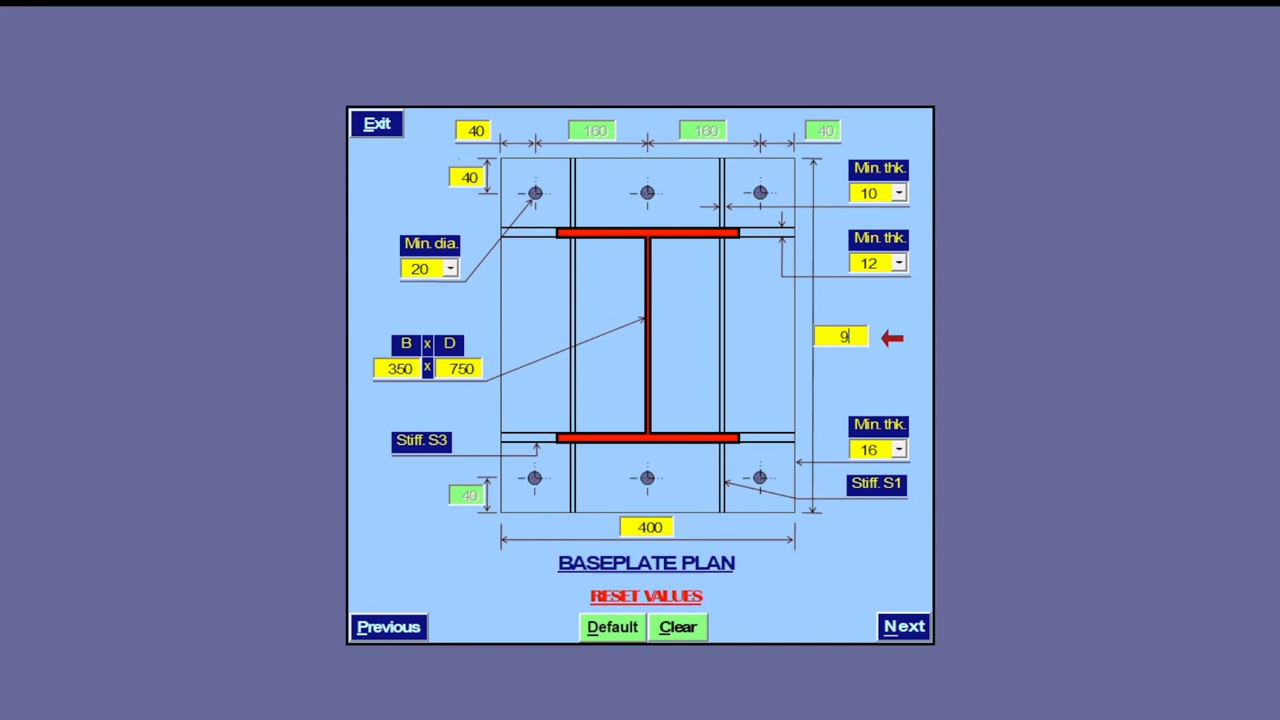 Exit
40 160 160 40
40
Min. thk.
10
Min. dia.
20
Min. thk.
12
B x D
350 x 750
9
Stiff. S3
Min. thk.
16
Stiff. S1
40
400
BASEPLATE PLAN
RESET VALUES
Previous Default Clear Next